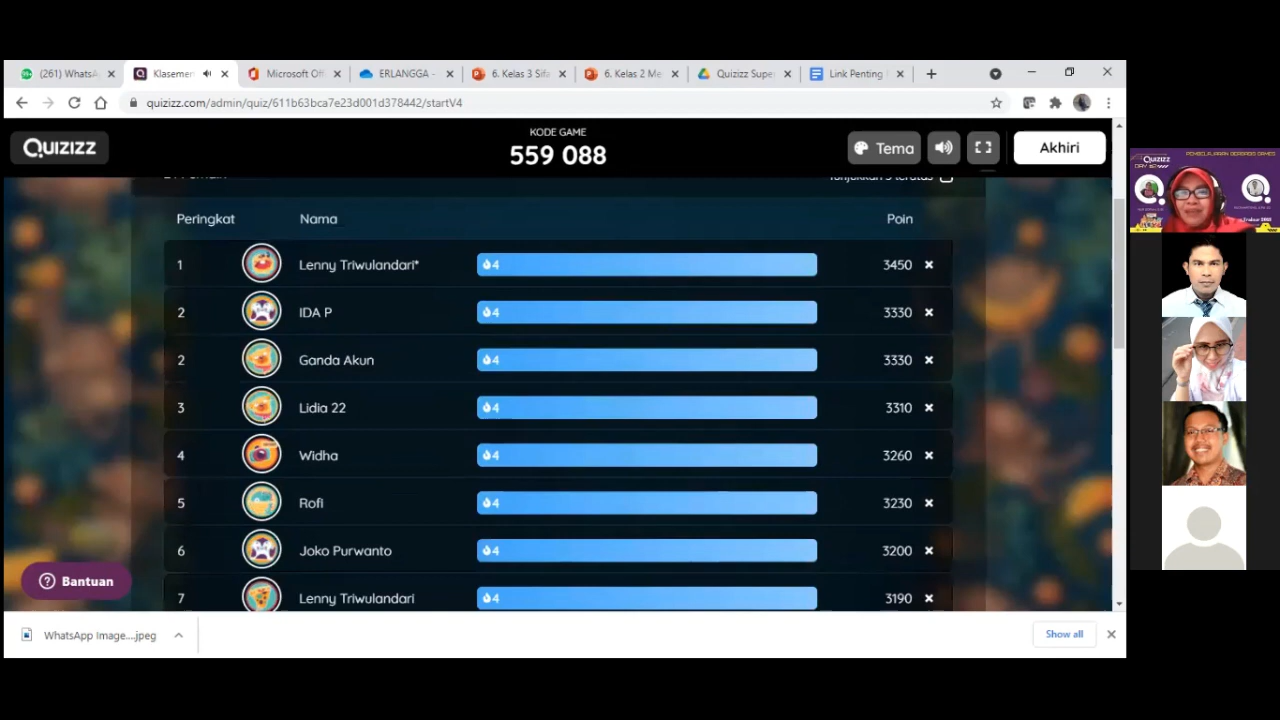 (261) WhatsA
Klasemen
Microsoft Off
ERLANGGA -
6. Kelas 3 Sifa
6. Kelas 2 Me
Quizizz Supe
Link Penting
quizizz.com/admin/quiz/611b63bca7e23d001d378442/startV4
QUIZIZZ
KODE GAME
559 088
Tema
Akhiri
Peringkat Nama Poin
1 Lenny Triwulandari* 4 3450
2 IDA P 4 3330
2 Ganda Akun 4 3330
3 Lidia 22 4 3310
4 Widha 4 3260
5 Rofi 4 3230
6 Joko Purwanto 4 3200
7 Lenny Triwulandari 4 3190
Bantuan
WhatsApp Image....jpeg
Show all
Quizizz